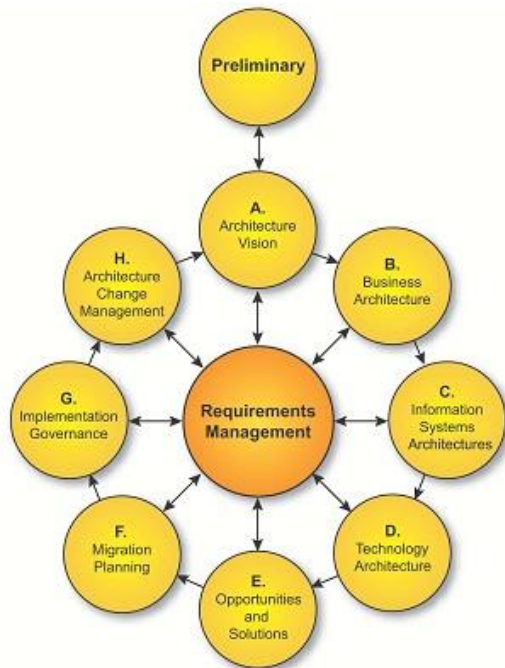 Preliminary
A.
Architecture
Vision
B.
Business
Architecture
C.
Information
Systems
Architectures
D.
Technology
Architecture
E.
Opportunities
and
Solutions
F.
Migration
Planning
G.
Implementation
Governance
H.
Architecture
Change
Management
Requirements
Management